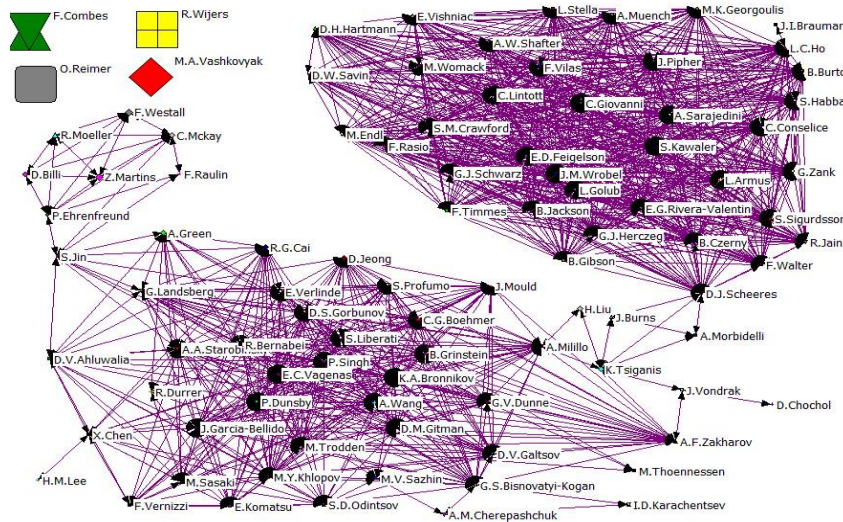 F.Combes
R.Wijers
O.Reimer
M.A.Vashkovyak
E.Vishniac
L.Stella
A.Muench
M.K.Georgoulis
J.I.Brauman
D.H.Hartmann
A.W.Shafter
L.C.Ho
M.Womack
F.Vilas
J.Pipher
B.Burto
D.W.Savin
C.Lintott
C.Giovanni
S.Habba
A.Sarajedini
F.Westall
R.Moeller
C.Mckay
M.Endl
S.M.Crawford
C.Conselice
F.Rasio
S.Kawaler
E.D.Feigelson
D.Billi
Z.Martins
F.Raulin
G.J.Schwarz
J.M.Wrobel
L.Armus
G.Zank
L.Golub
P.Ehrenfreund
F.Timmes
B.Jackson
E.G.Rivera-Valentin
S.Sigurdsson
A.Green
G.J.Herczeg
B.Czerny
R.Jain
R.G.Cai
S.Jin
D.Jeong
B.Gibson
F.Walter
G.Landsberg
E.Verlinde
S.Profumo
J.Mould
D.J.Scheeres
D.S.Gorbunov
H.Liu
C.G.Boehmer
J.Burns
A.Morbidelli
R.Bernabei
S.Liberati
A.A.Starobin
A.Milillo
D.V.Ahluwalia
P.Singh
B.Grinstein
K.Tsiganis
E.C.Vagenas
K.A.Bronnikov
R.Durrer
J.Vondrak
P.Dunsby
A.Wang
G.V.Dunne
D.Chochol
J.Garcia-Bellido
D.M.Gitman
X.Chen
A.F.Zakharov
M.Trodden
D.V.Galtsov
H.M.Lee
M.Sasaki
M.Y.Khlopov
M.V.Sazhin
M.Thoennessen
G.S.Bisnovatyi-Kogan
F.Vernizzi
E.Komatsu
S.D.Odintsov
A.M.Cherepashchuk
I.D.Karachentsev